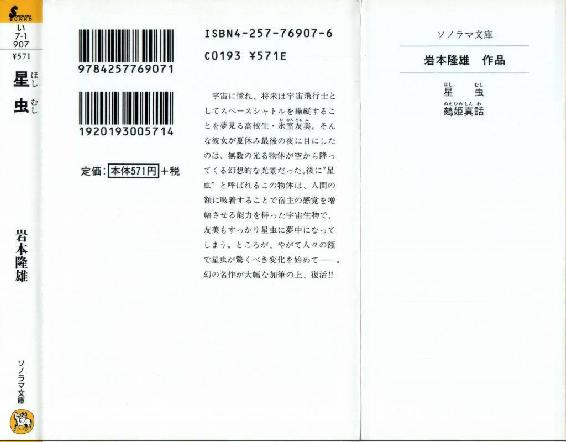 い
7-1
907
¥571
星虫
ほし
むし
岩本隆雄
ソノラマ文庫
9784257769071
1920193005714
定価:本体571円+税
ISBN4-257-76907-6
C0193 ¥571E
宇宙に憧れ、将来は宇宙飛行士と
してスペースシャトルを操縦するこ
とを夢見る高校生・氷室友美。そん
な彼女が夏休み最後の夜に目にした
のは、無数の光る物体が空から降っ
てくる幻想的な光景だった。後に“星
虫”と呼ばれるこの物体は、人間の
額に吸着することで宿主の感覚を増
幅させる能力を持った宇宙生物で、
友美もすっかり星虫に夢中になって
しまう。ところが、やがて人々の額
で星虫が驚くべき変化を始めて――。
幻の名作が大幅な加筆の上、復活!!
ソノラマ文庫
岩本隆雄 作品
ほし むし
星 虫
鵺姫真話